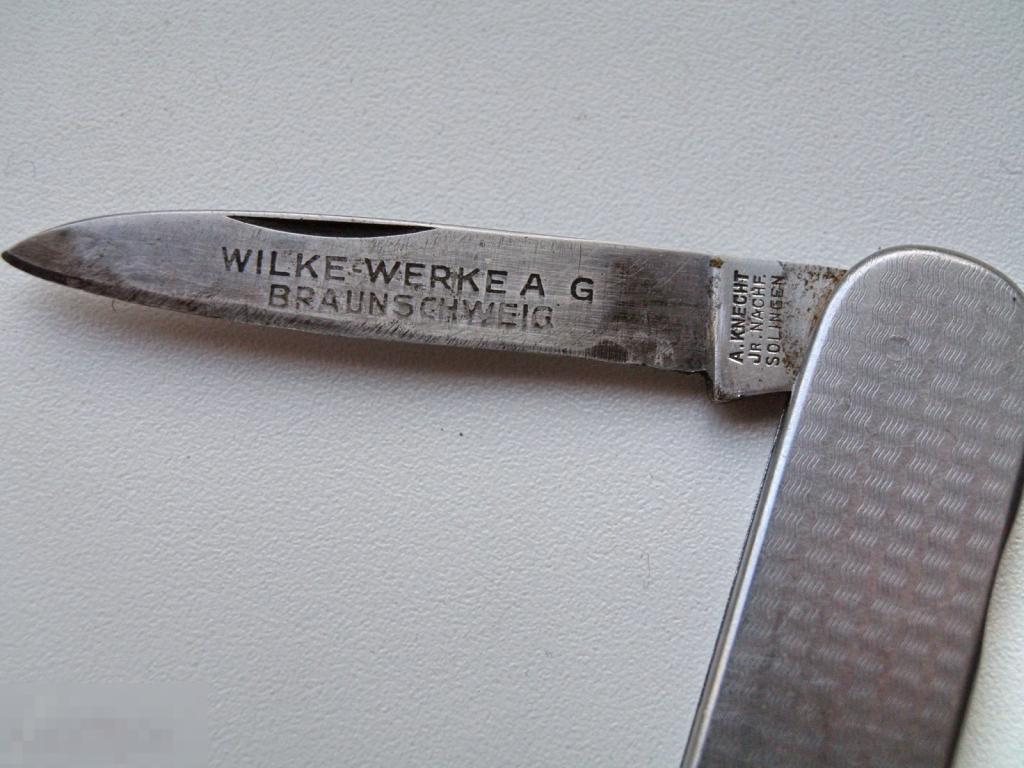 WILKE-WERKE A G
BRAUNSCHWEIG
A. KNECHT
JR. NACHF.
SOLINGEN